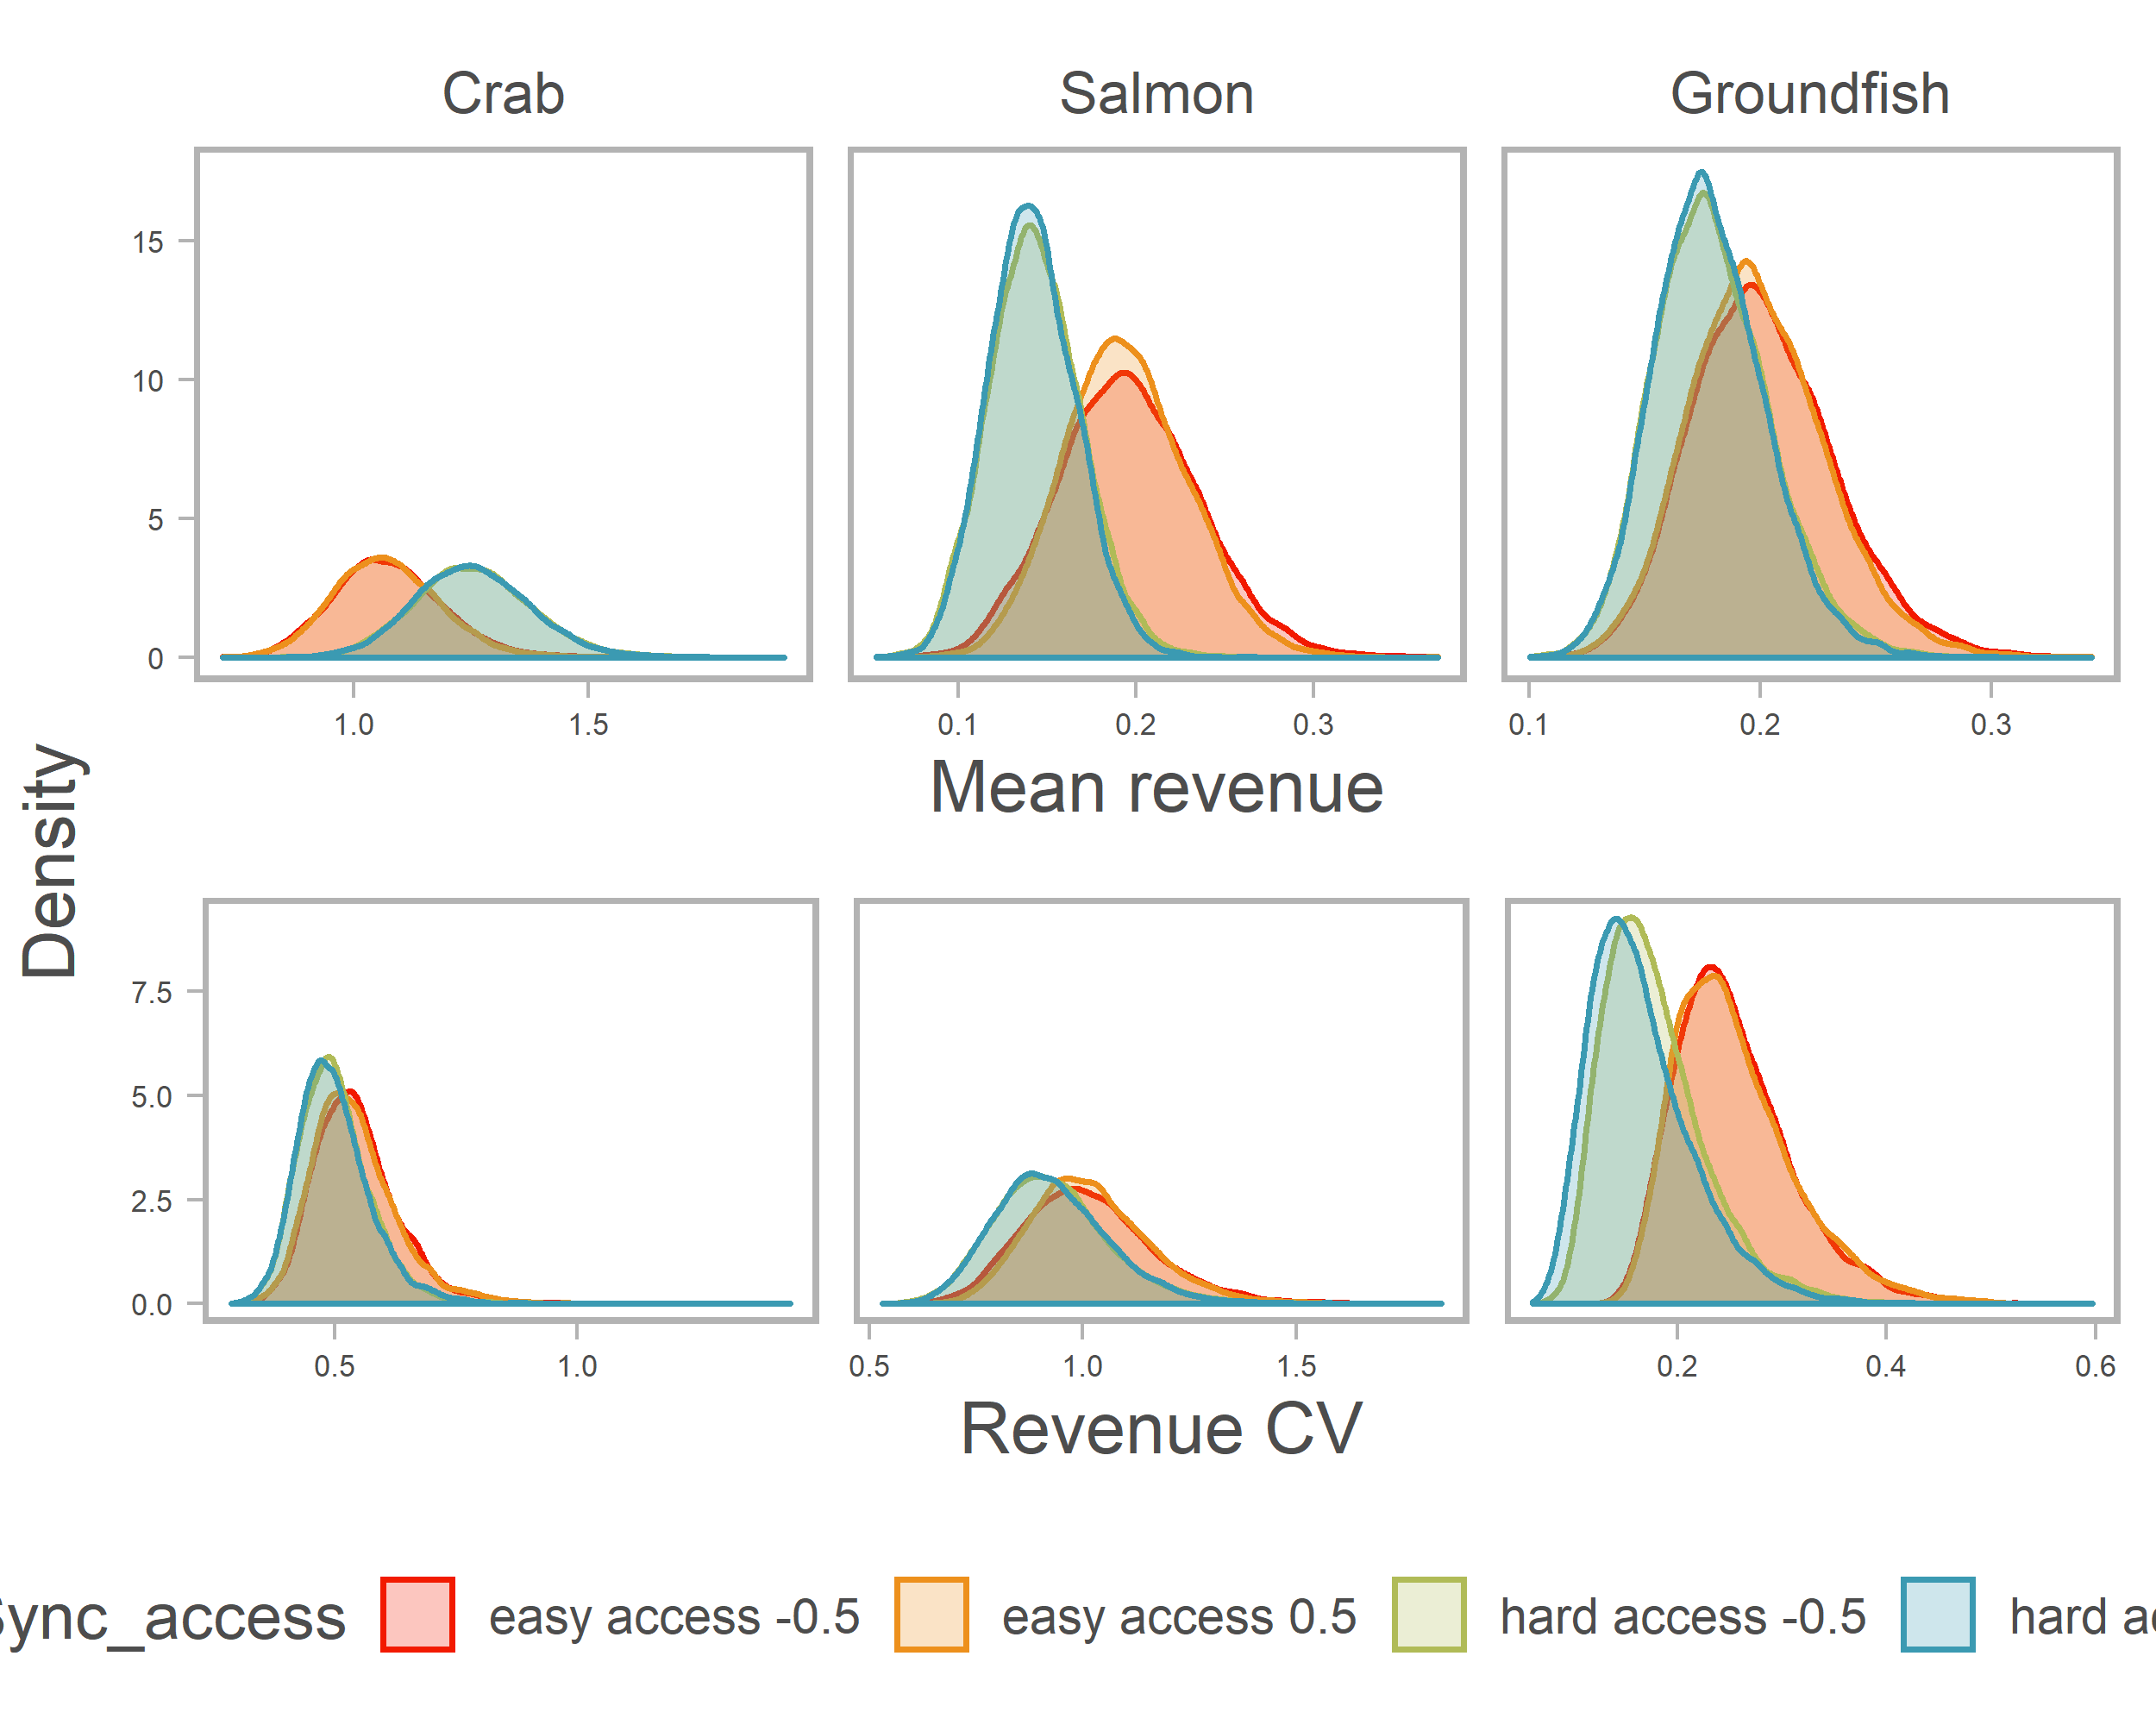 Crab Salmon Groundfish
15
10
5
0
1.0 1.5 0.1 0.2 0.3 0.1 0.2 0.3
Mean revenue
Density
7.5
5.0
2.5
0.0
0.5 1.0 0.5 1.0 1.5 0.2 0.4 0.6
Revenue CV
ync_access easy access -0.5 easy access 0.5 hard access -0.5 hard